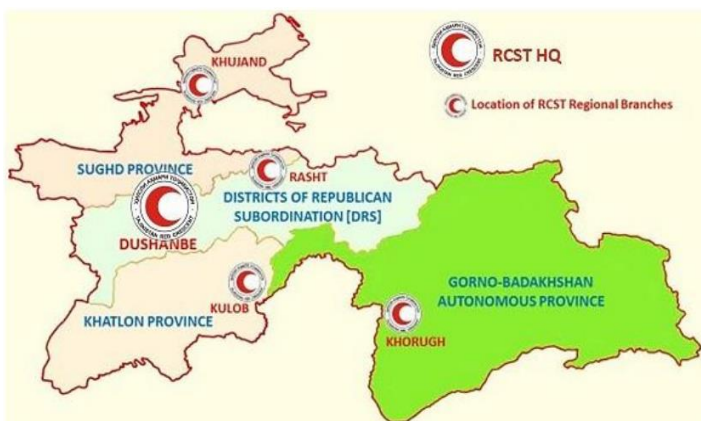 KHUJAND
RCST HQ
Location of RCST Regional Branches
SUGHD PROVINCE
RASHT
DISTRICTS OF REPUBLICAN
SUBORDINATION [DRS]
DUSHANBE
GORNO-BADAKHSHAN
AUTONOMOUS PROVINCE
KULOB
KHATLON PROVINCE
KHORUGH